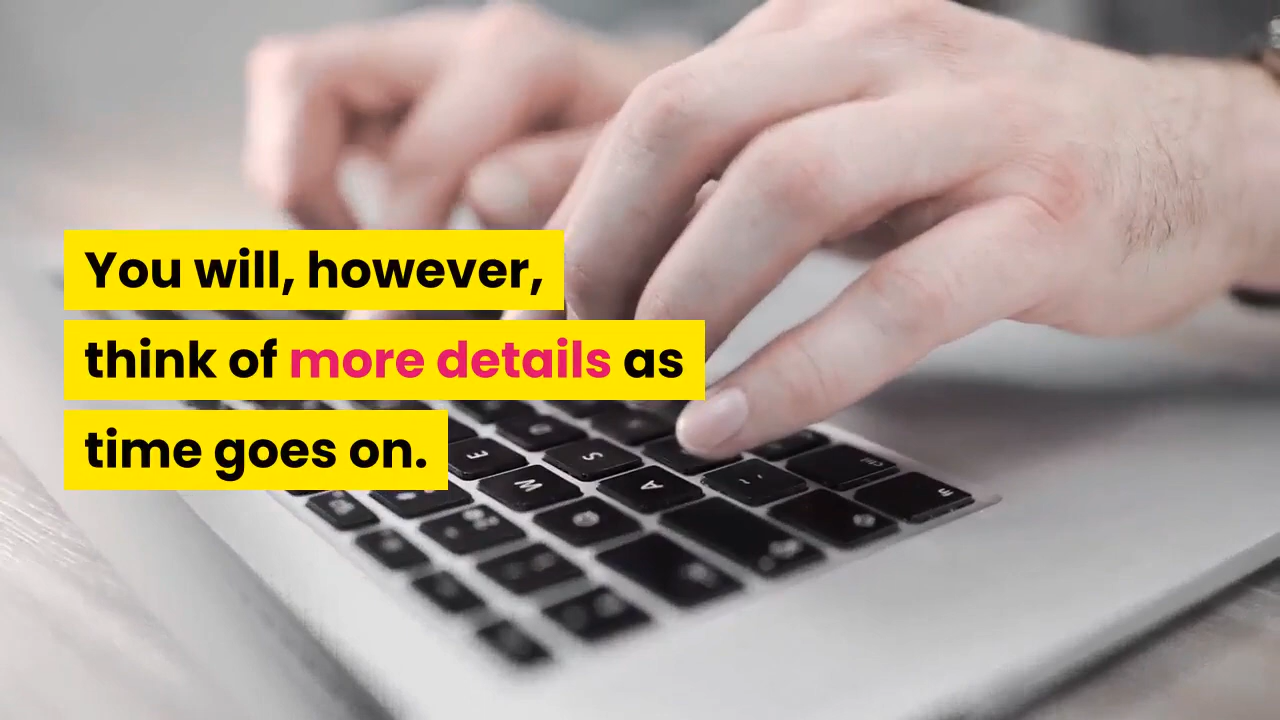 You will, however,
think of more details as
time goes on.
E
S
W
A
Q